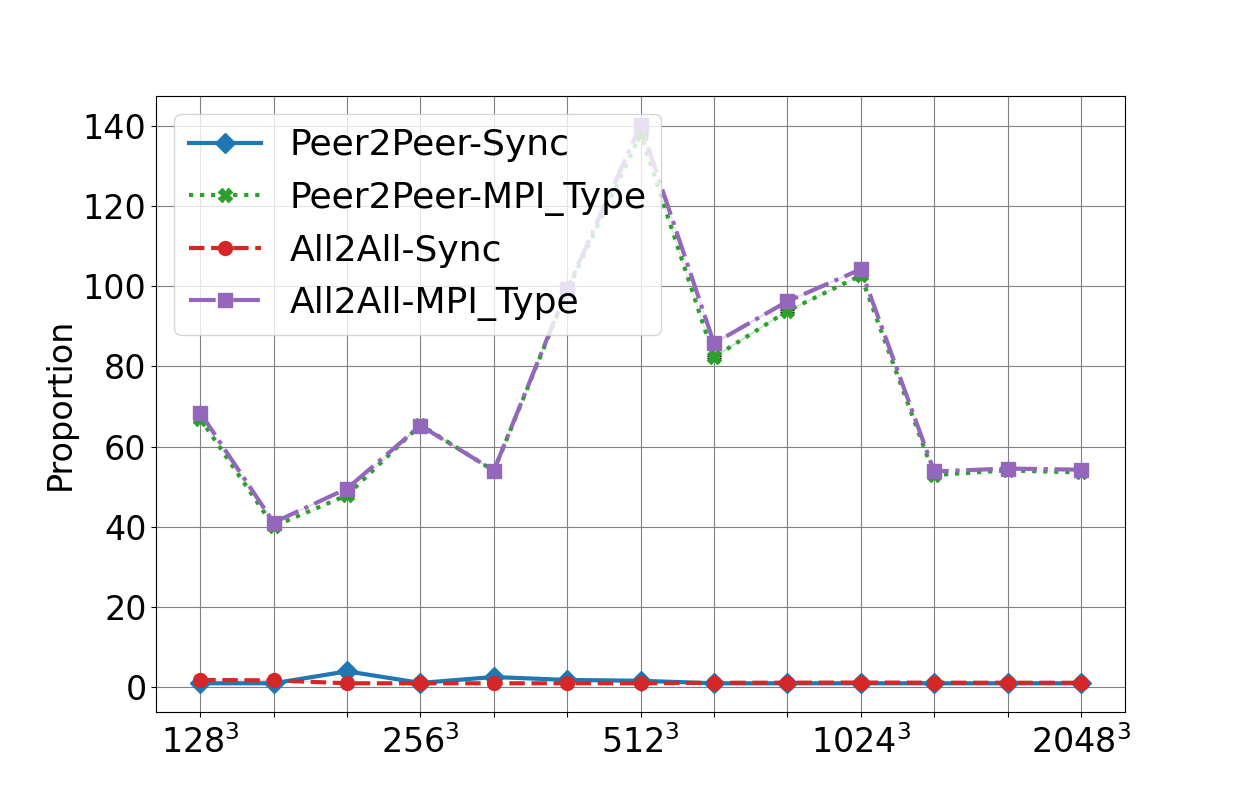 Proportion
140
120
100
80
60
40
20
0
Peer2Peer-Sync
Peer2Peer-MPI_Type
All2All-Sync
All2All-MPI_Type
128³ 256³ 512³ 1024³ 2048³